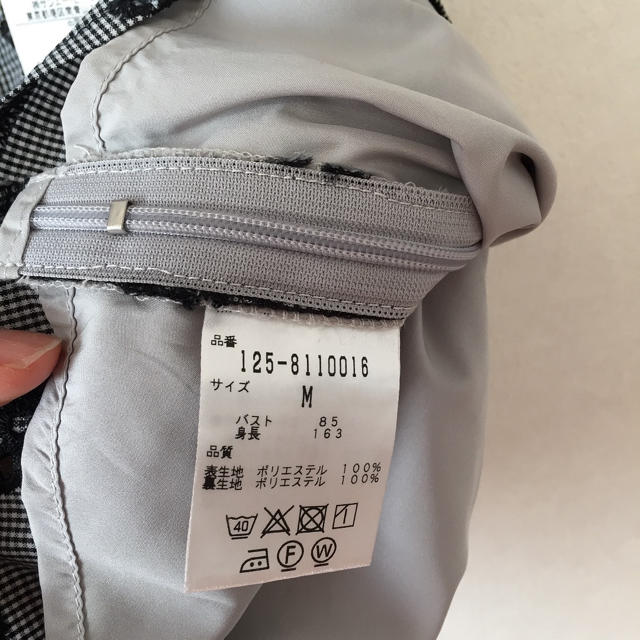 品番
125-8110016
サイズ
M
バスト 85
身長 163
品質
表生地 ポリエステル 100%
裏生地 ポリエステル 100%
40
F W